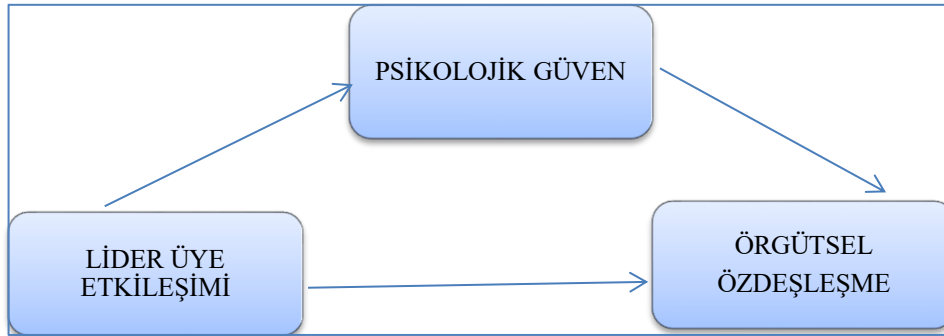 PSİKOLOJİK GÜVEN
LİDER ÜYE
ETKİLEŞİMİ
ÖRGÜTSEL
ÖZDEŞLEŞME